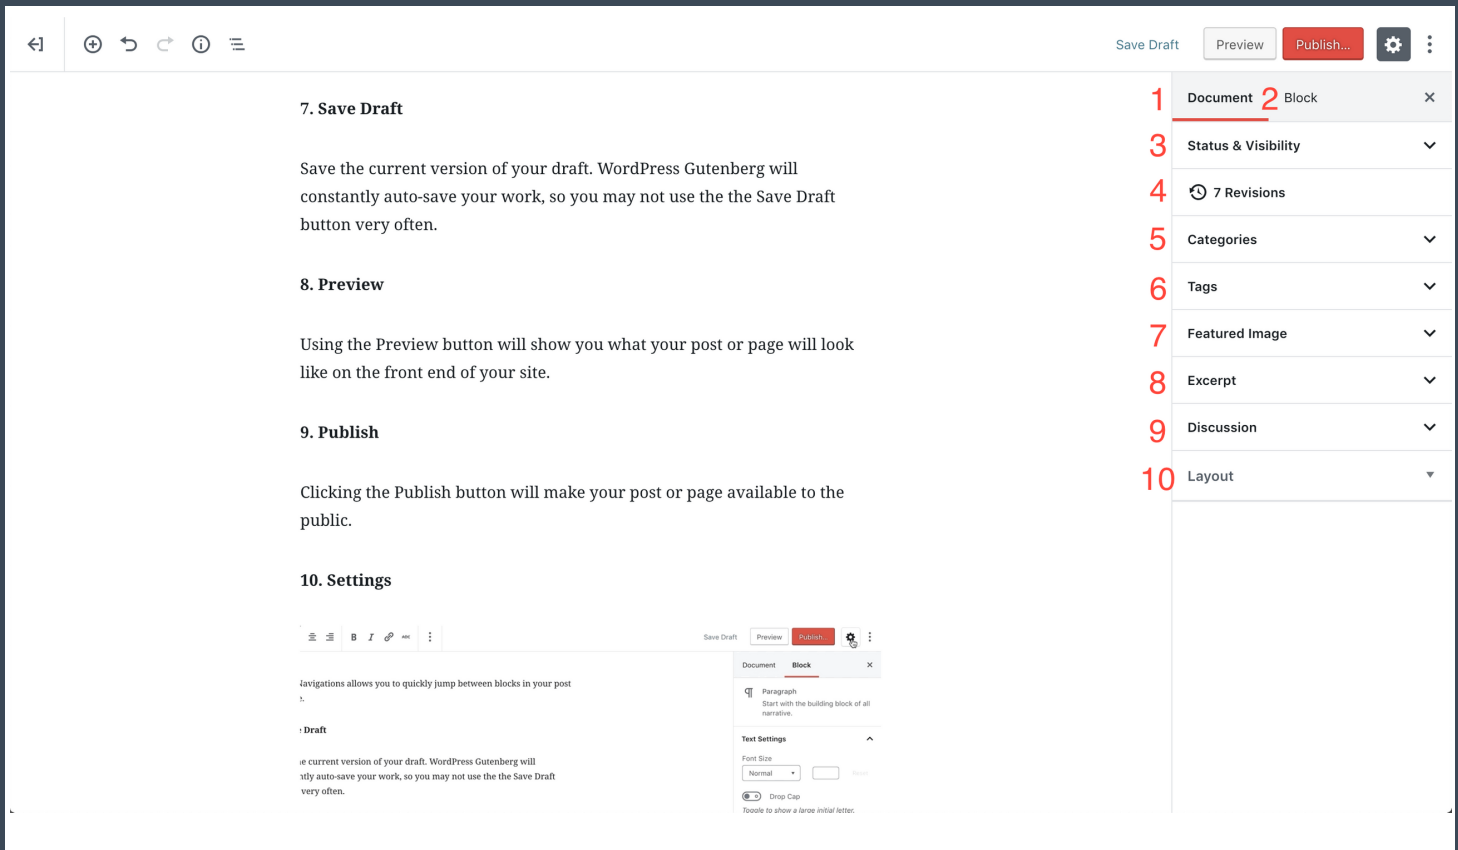 Save Draft Preview Publish...
7. Save Draft
Save the current version of your draft. WordPress Gutenberg will
constantly auto-save your work, so you may not use the the Save Draft
button very often.
8. Preview
Using the Preview button will show you what your post or page will look
like on the front end of your site.
9. Publish
Clicking the Publish button will make your post or page available to the
public.
10. Settings
B I ABC Save Draft Preview Publish...
Document Block
Navigations allows you to quickly jump between blocks in your post
Paragraph
Start with the building block of all
narrative.
Draft
Text Settings
e current version of your draft. WordPress Gutenberg will
Font Size
ntly auto-save your work, so you may not use the the Save Draft
Normal
very often.
Drop Cap
Toggle to show a large initial letter.
1 Document 2 Block
3 Status & Visibility
4 7 Revisions
5 Categories
6 Tags
7 Featured Image
8 Excerpt
9 Discussion
10 Layout